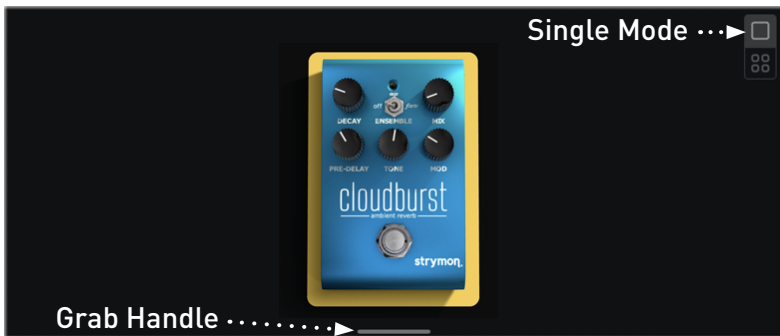 Single Mode
off
DECAY
ENSEMBLE
MIX
PRE-DELAY
TONE
MOD
cloudburst
ambient reverb
strymon.
Grab Handle